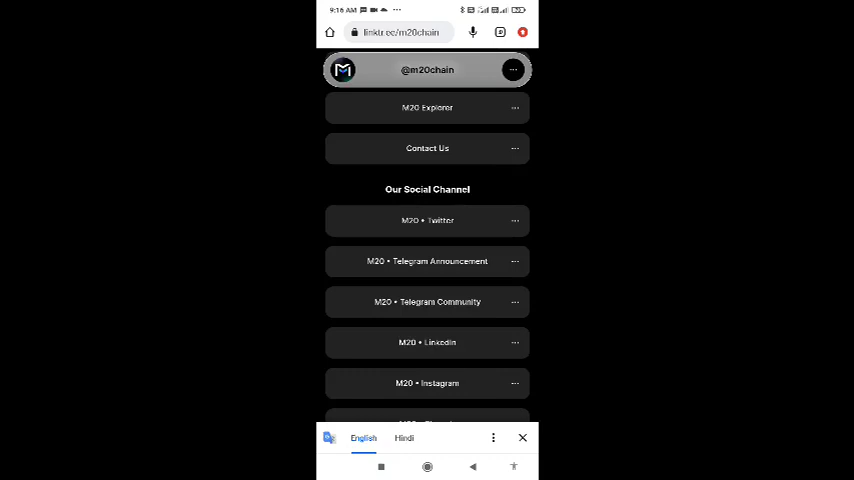 9:16 AM
linktr.ee/m20chain
@m20chain
M20 Explorer
Contact Us
Our Social Channel
M20 • Twitter
M20 • Telegram Announcement
M20 • Telegram Community
M20 • LinkedIn
M20 • Instagram
English Hindi